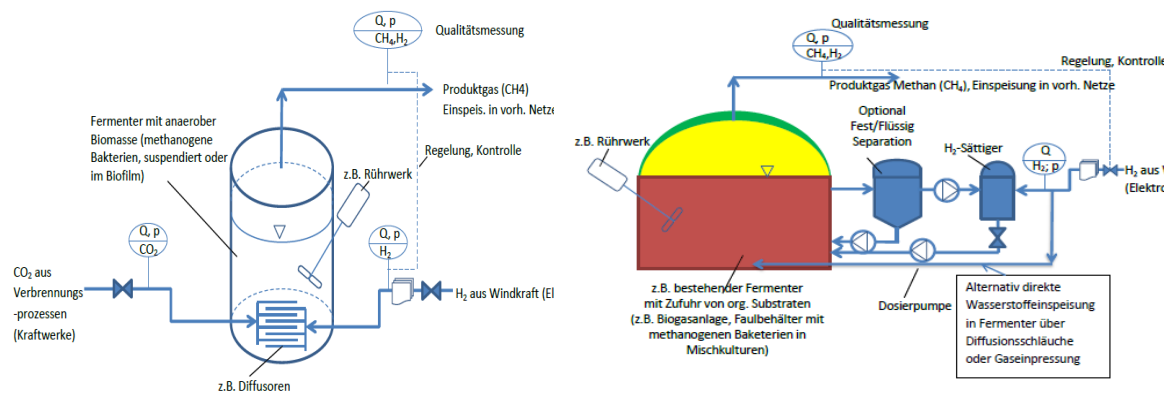 Q, p
CH₄,H₂
Qualitätsmessung
Produktgas (CH4)
Einspeis. in vorh. Netze
Fermenter mit anaerober
Biomasse (methanogene
Bakterien, suspendiert oder
im Biofilm)
Regelung, Kontrolle
z.B. Rührwerk
Q, p
CO₂
Q, p
H₂
CO₂ aus
Verbrennungs
-prozessen
(Kraftwerke)
H₂ aus Windkraft (El
z.B. Diffusoren
Qualitätsmessung
Q, p
CH₄,H₂
Regelung, Kontrolle
Produktgas Methan (CH₄), Einspeisung in vorh. Netze
Optional
Fest/Flüssig
Separation
z.B. Rührwerk
H₂-Sättiger
Q
H₂; p
H₂ aus W
(Elektro
z.B. bestehender Fermenter
mit Zufuhr von org. Substraten
(z.B. Biogasanlage, Faulbehälter mit
methanogenen Baketerien in
Mischkulturen)
Dosierpumpe
Alternativ direkte
Wasserstoffeinspeisung
in Fermenter über
Diffusionsschläuche
oder Gaseinpressung